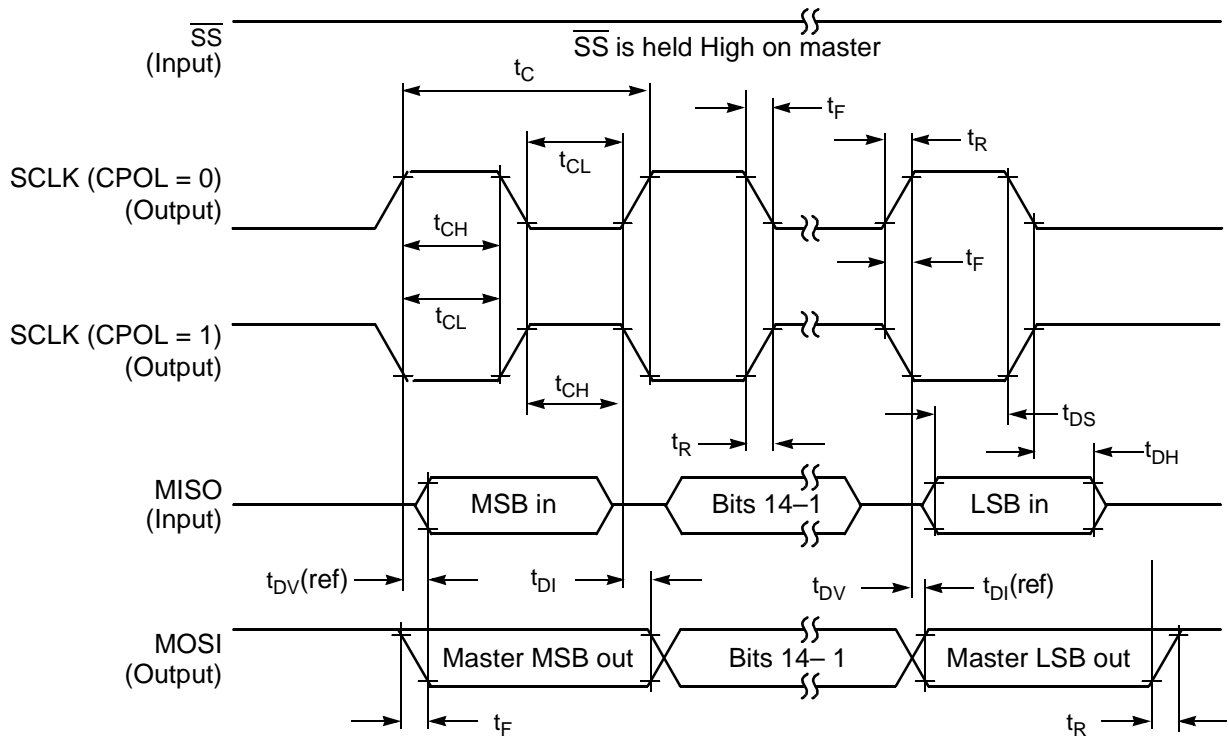 SS
(Input)
SS is held High on master
tC
tF
tR
tCL
SCLK (CPOL = 0)
(Output)
tCH
tF
tCL
SCLK (CPOL = 1)
(Output)
tCH
tDS
tR
tDH
MISO
(Input)
MSB in
Bits 14–1
LSB in
tDV(ref)
tDI
tDV
tDI(ref)
MOSI
(Output)
Master MSB out
Bits 14– 1
Master LSB out
tF
tR